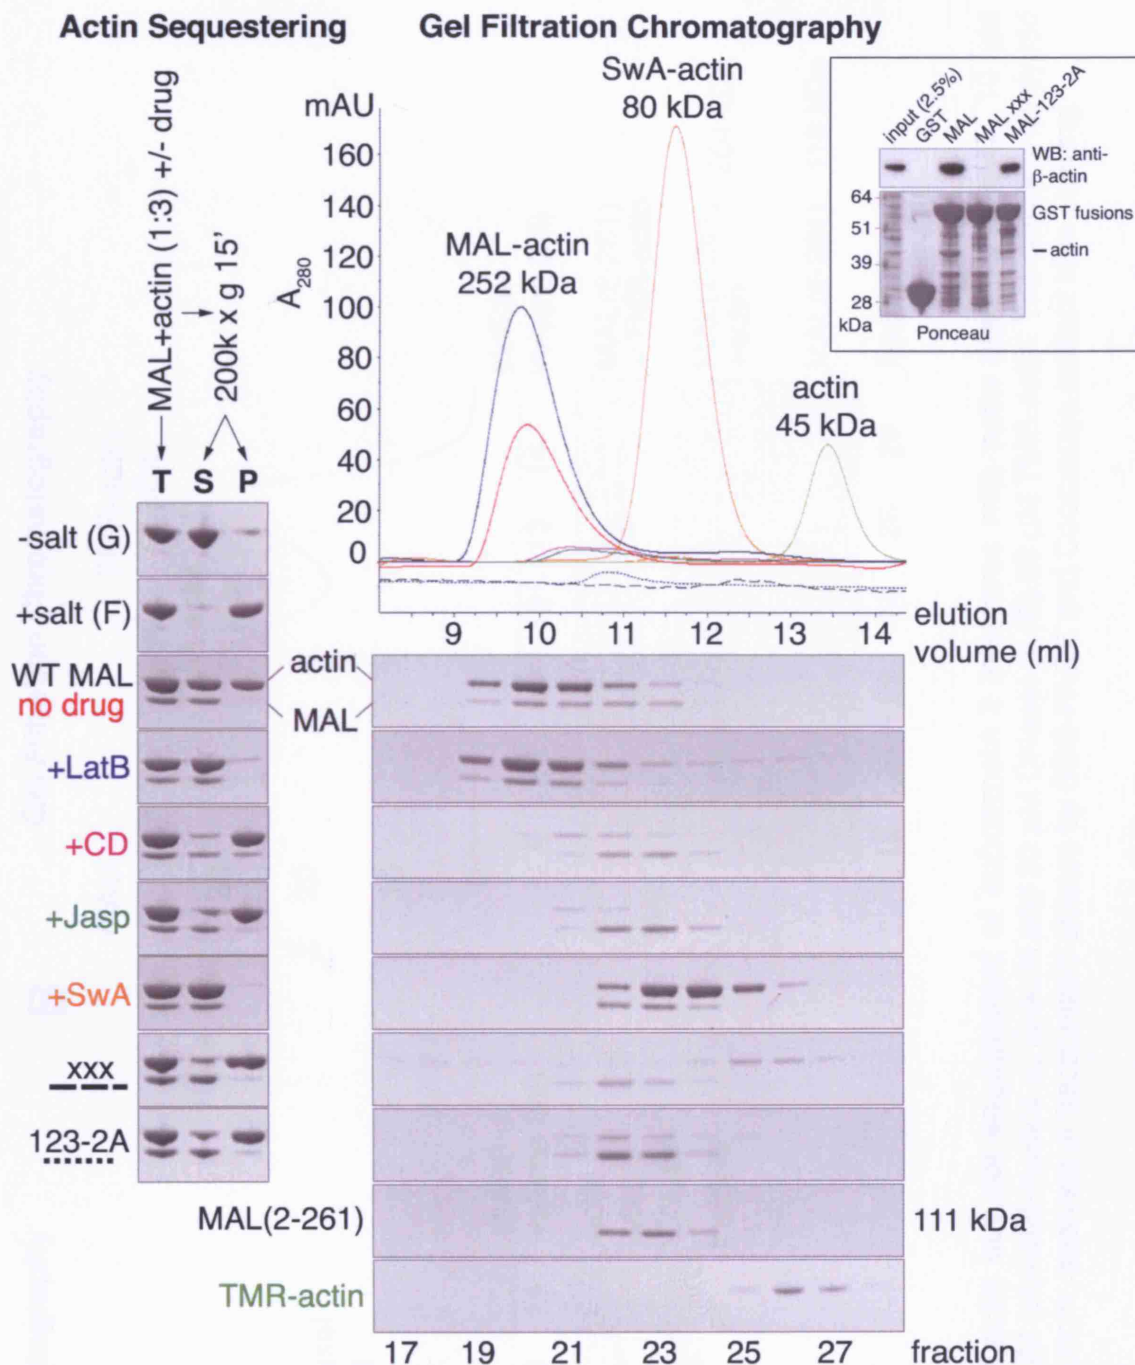 Actin Sequestering
Gel Filtration Chromatography
MAL+actin (1:3) +/- drug
200k x g 15'
T S P
-salt (G)
+salt (F)
WT MAL
no drug
+LatB
+CD
+Jasp
+SwA
xxx
123-2A
MAL(2-261)
TMR-actin
actin
MAL
mAU
A280
160
140
120
100
80
60
40
20
0
MAL-actin
252 kDa
SwA-actin
80 kDa
actin
45 kDa
9 10 11 12 13 14
elution
volume (ml)
111 kDa
17 19 21 23 25 27 fraction
input (2.5%)
GST
MAL
MAL xxx
MAL-123-2A
WB: anti-
β-actin
64
51
39
28
kDa
GST fusions
actin
Ponceau